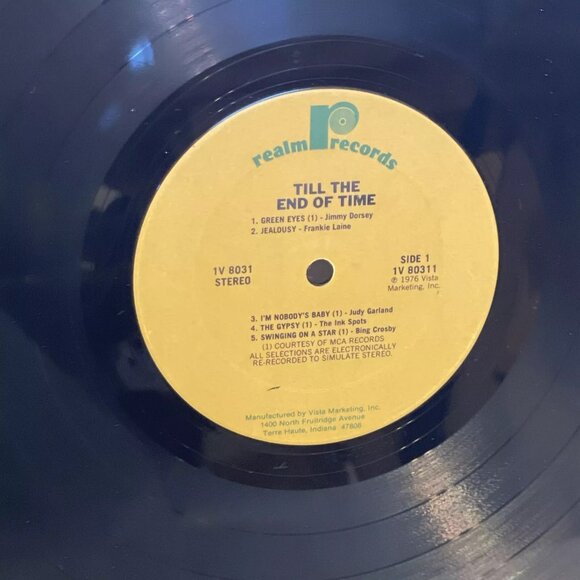 realm records
TILL THE
END OF TIME
1. GREEN EYES (1) - Jimmy Dorsey
2. JEALOUSY - Frankie Laine
1V 8031
STEREO
SIDE 1
1V 80311
℗ 1976 Vista
Marketing, Inc.
3. I'M NOBODY'S BABY (1) - Judy Garland
4. THE GYPSY (1) - The Ink Spots
5. SWINGING ON A STAR (1) - Bing Crosby
(1) COURTESY OF MCA RECORDS
ALL SELECTIONS ARE ELECTRONICALLY
RE-RECORDED TO SIMULATE STEREO.
Manufactured by Vista Marketing, Inc.
1400 North Fruitridge Avenue
Terre Haute, Indiana 47808